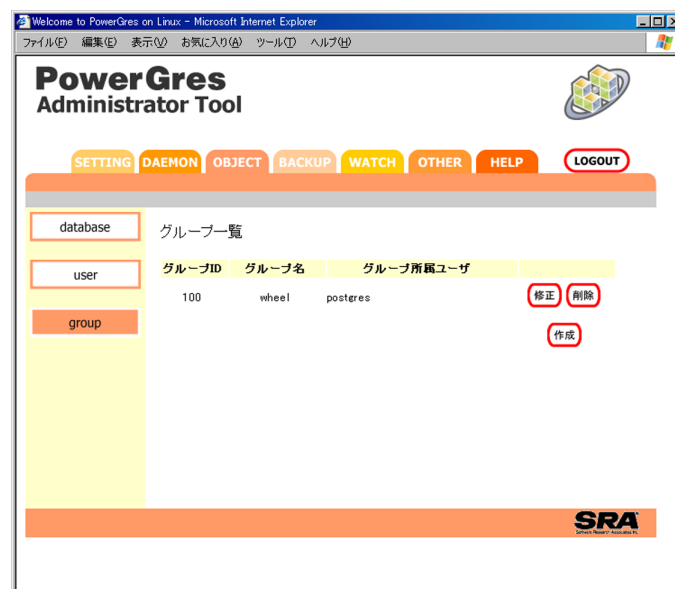 Welcome to PowerGres on Linux - Microsoft Internet Explorer
ファイル(F) 編集(E) 表示(V) お気に入り(A) ツール(T) ヘルプ(H)
PowerGres
Administrator Tool
SETTING DAEMON OBJECT BACKUP WATCH OTHER HELP LOGOUT
database
グループ一覧
user
グループID グループ名 グループ所属ユーザ
100 wheel postgres 修正 削除
group
作成
SRA
Software Research Associates Inc.